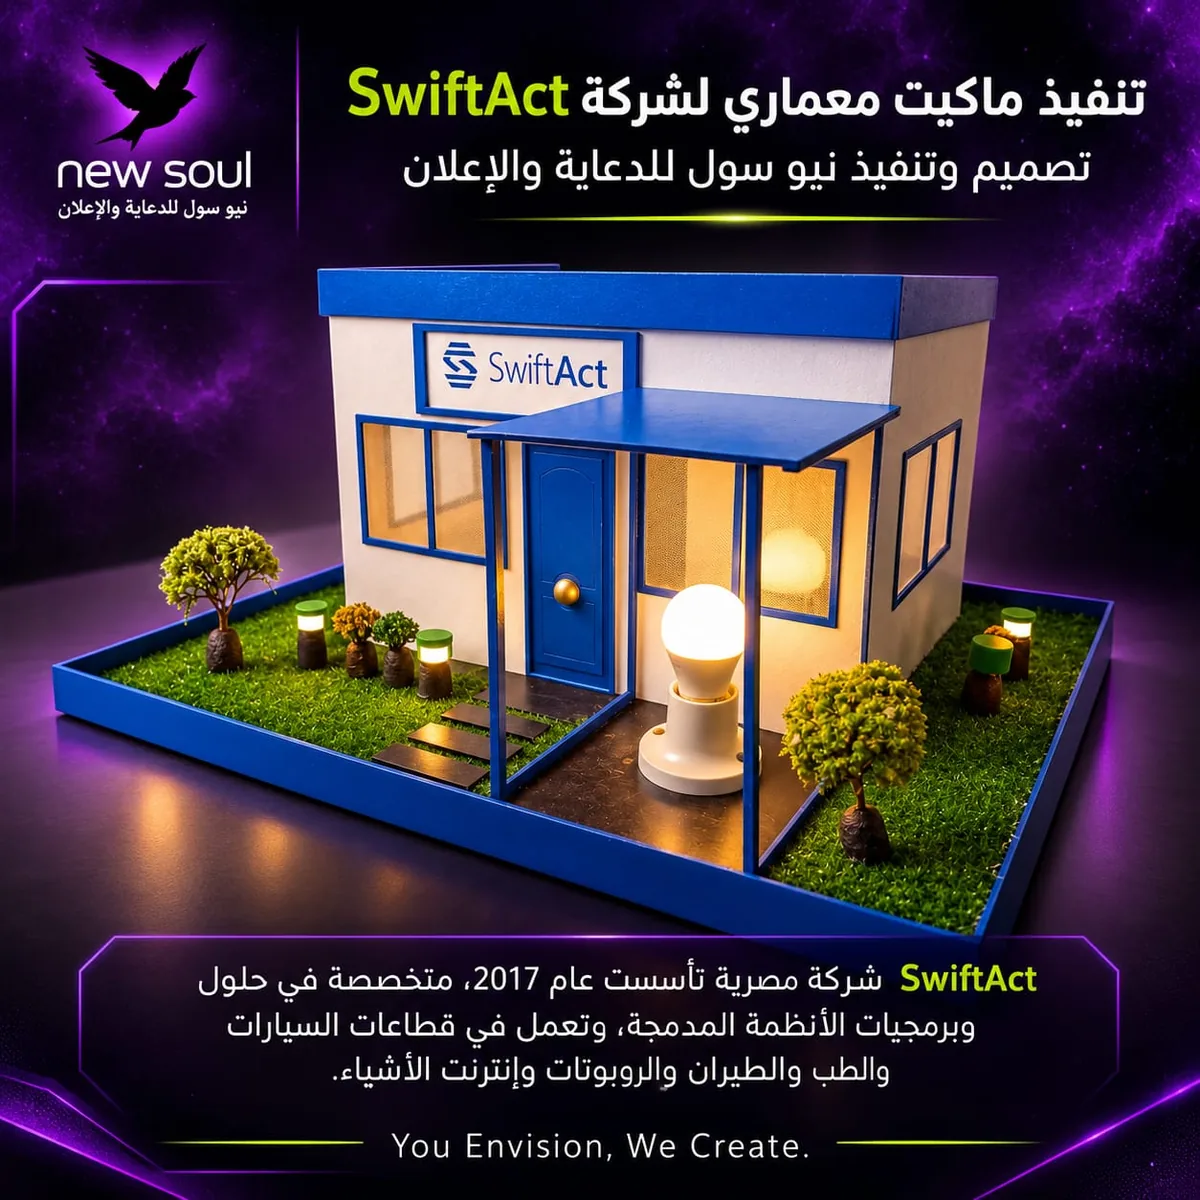 new soul
نيو سول للدعاية والإعلان
تنفيذ ماكيت معماري لشركة SwiftAct
تصميم وتنفيذ نيو سول للدعاية والإعلان
SwiftAct
SwiftAct شركة مصرية تأسست عام 2017، متخصصة في حلول
وبرمجيات الأنظمة المدمجة، وتعمل في قطاعات السيارات
والطب والطيران والروبوتات وإنترنت الأشياء.
You Envision, We Create.